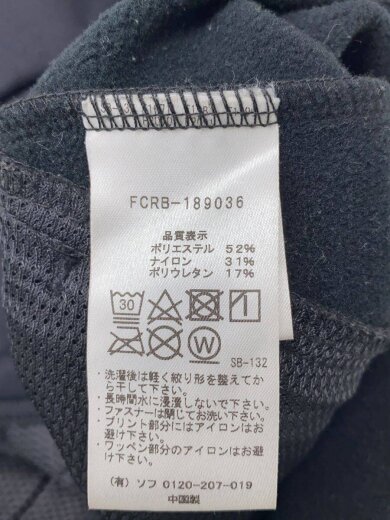 FCRB-189036
品質表示
ポリエステル 52%
ナイロン 31%
ポリウレタン 17%
30
W
SB-132
・洗濯後は軽く絞り形を整えてか
ら干して下さい。
・長時間水に浸漬しないで下さい。
・ファスナーは閉じてお洗い下さい。
・プリント部分にはアイロンはお避
け下さい。
・ワッペン部分のアイロンはお避
け下さい。
(有) ソフ 0120-207-019
中国製